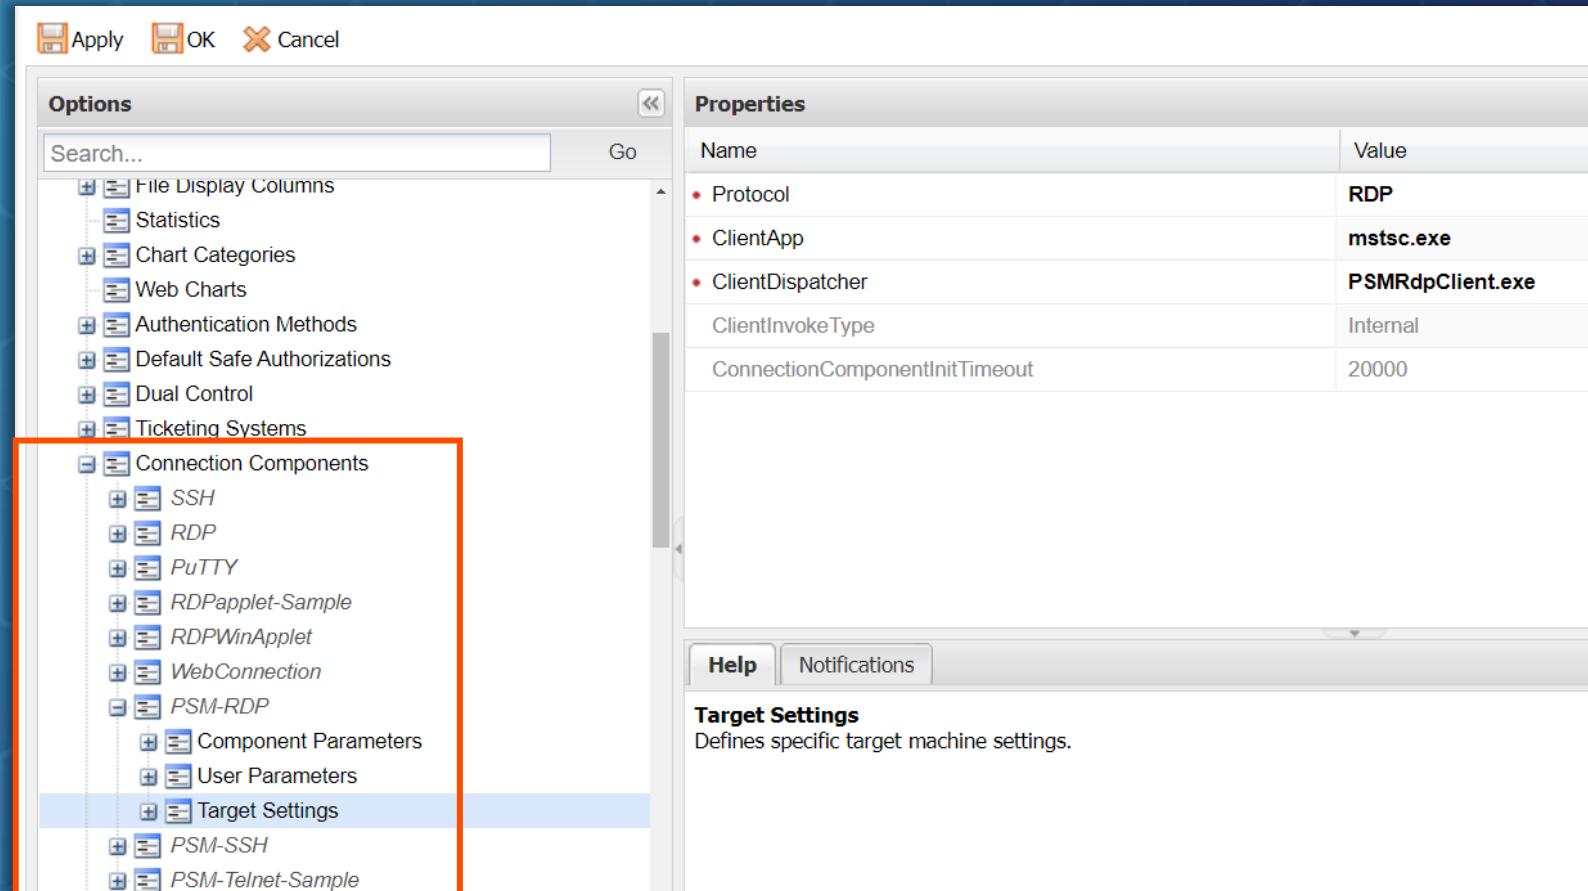 Apply OK Cancel
Options
Search... Go
File Display Columns
Statistics
Chart Categories
Web Charts
Authentication Methods
Default Safe Authorizations
Dual Control
Ticketing Systems
Connection Components
SSH
RDP
PuTTY
RDPapplet-Sample
RDPWinApplet
WebConnection
PSM-RDP
Component Parameters
User Parameters
Target Settings
PSM-SSH
PSM-Telnet-Sample
Properties
Name Value
Protocol RDP
ClientApp mstsc.exe
ClientDispatcher PSMRdpClient.exe
ClientInvokeType Internal
ConnectionComponentInitTimeout 20000
Help Notifications
Target Settings
Defines specific target machine settings.